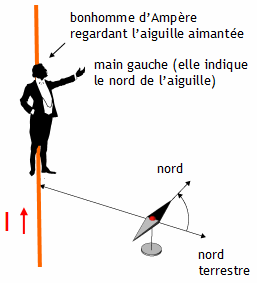 bonhomme d'Ampère
regardant l'aiguille aimantée
main gauche (elle indique
le nord de l'aiguille)
nord
I
nord
terrestre